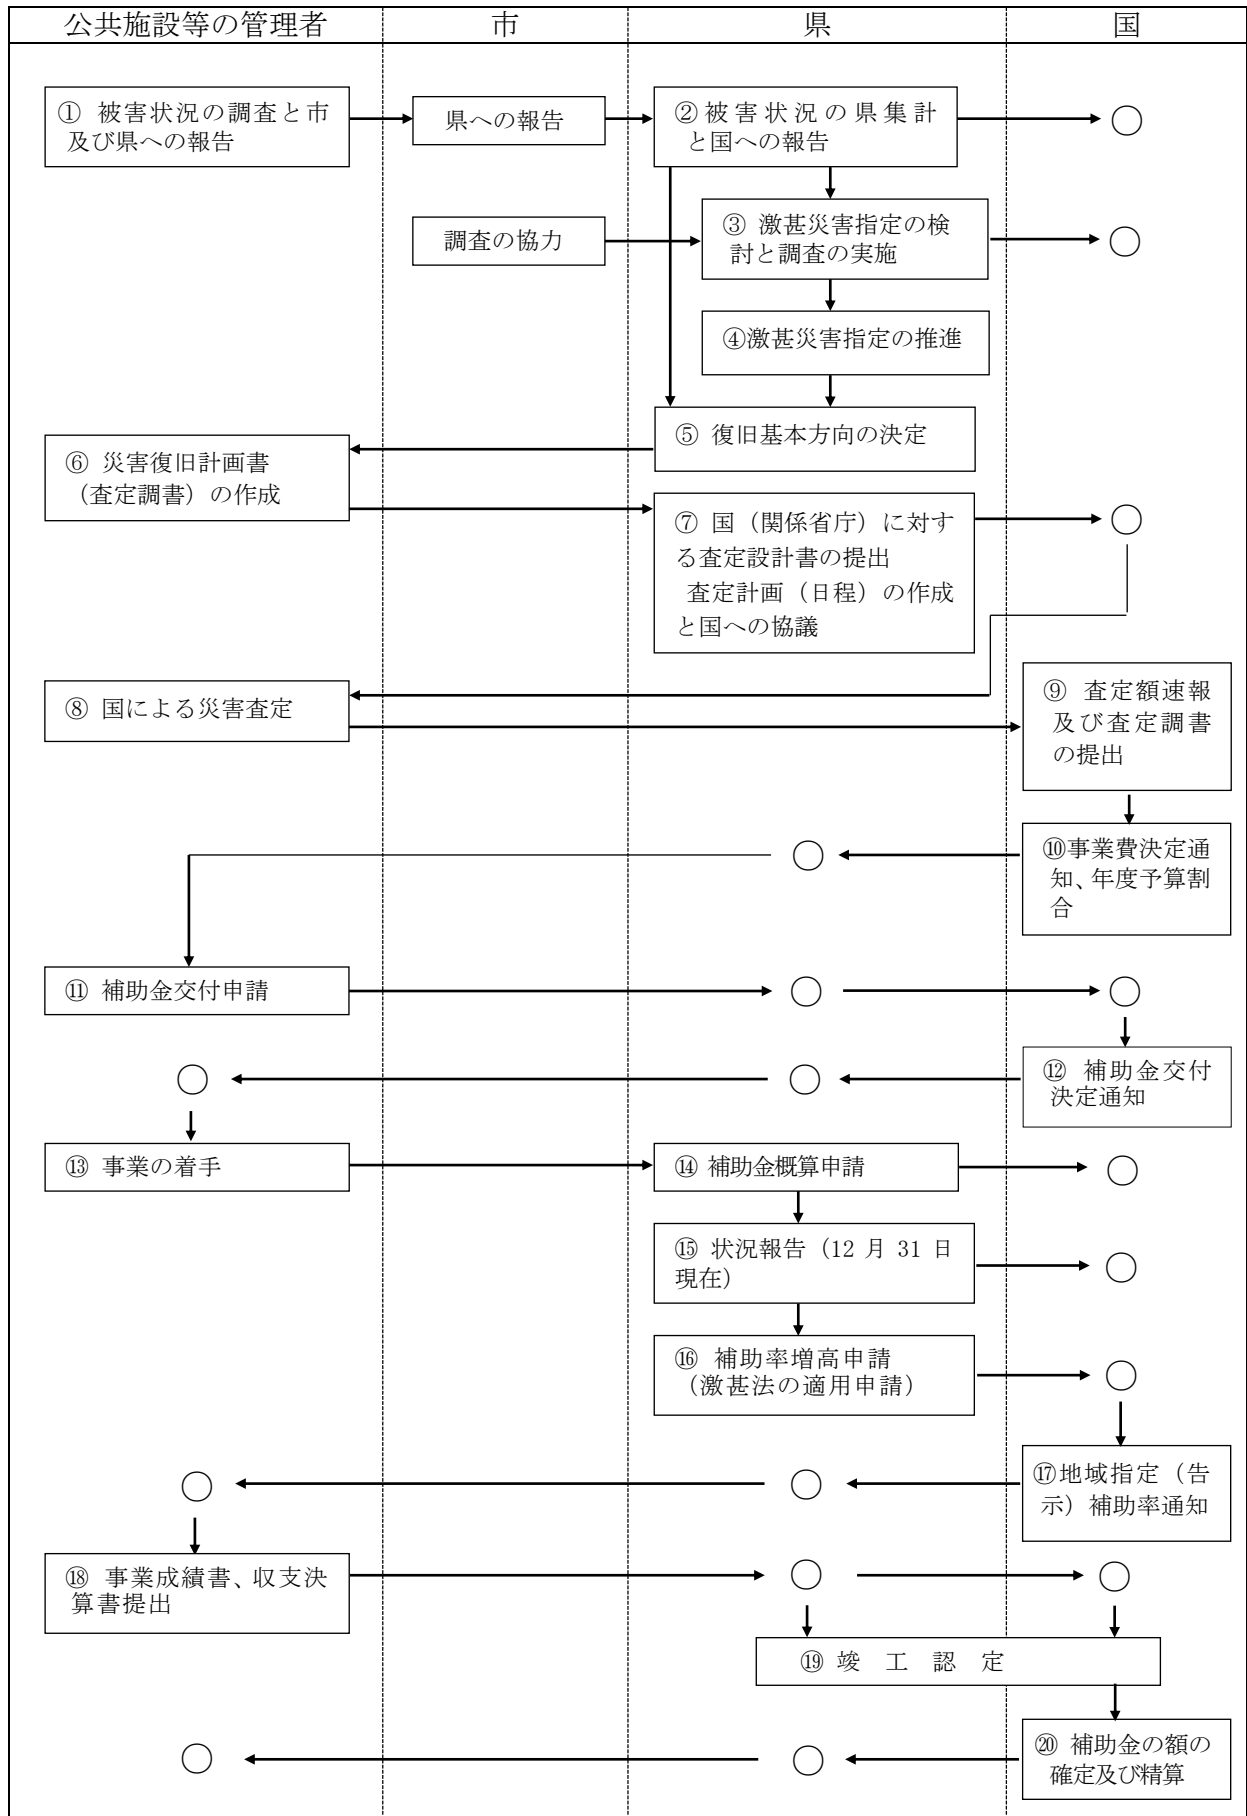 公共施設等の管理者
市
県
国
① 被害状況の調査と市
及び県への報告
県への報告
②被害状況の県集計
と国への報告
調査の協力
③ 激甚災害指定の検
討と調査の実施
④激甚災害指定の推進
⑤ 復旧基本方向の決定
⑥ 災害復旧計画書
（査定調書）の作成
⑦ 国（関係省庁）に対す
る査定設計書の提出
査定計画（日程）の作成
と国への協議
⑧ 国による災害査定
⑨ 査定額速報
及び査定調書
の提出
⑩事業費決定通
知、年度予算割
合
⑪ 補助金交付申請
⑫ 補助金交付
決定通知
⑬ 事業の着手
⑭ 補助金概算申請
⑮ 状況報告（12 月 31 日
現在）
⑯ 補助率増高申請
（激甚法の適用申請）
⑰地域指定（告
示）補助率通知
⑱ 事業成績書、収支決
算書提出
⑲ 竣 工 認 定
⑳ 補助金の額の
確定及び精算